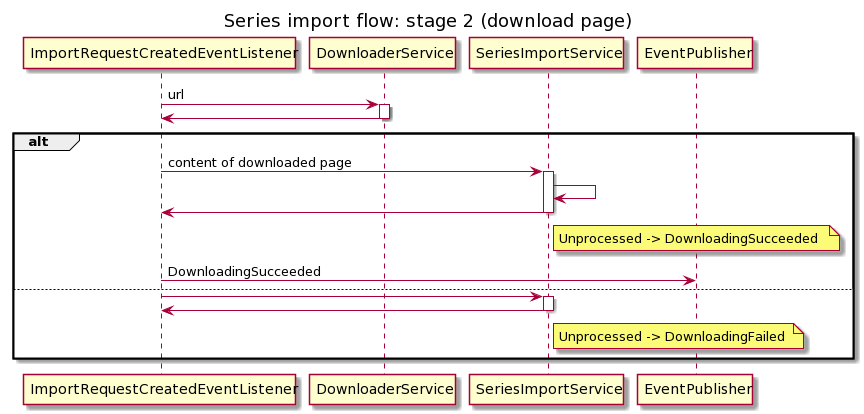 Series import flow: stage 2 (download page)
ImportRequestCreatedEventListener DownloaderService SeriesImportService EventPublisher
url
alt
content of downloaded page
Unprocessed -> DownloadingSucceeded
DownloadingSucceeded
Unprocessed -> DownloadingFailed
ImportRequestCreatedEventListener DownloaderService SeriesImportService EventPublisher